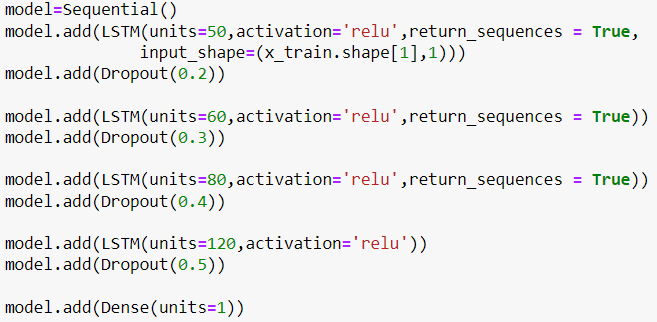 model=Sequential()
model.add(LSTM(units=50,activation='relu',return_sequences = True,
             input_shape=(x_train.shape[1],1)))
model.add(Dropout(0.2))

model.add(LSTM(units=60,activation='relu',return_sequences = True))
model.add(Dropout(0.3))

model.add(LSTM(units=80,activation='relu',return_sequences = True))
model.add(Dropout(0.4))

model.add(LSTM(units=120,activation='relu'))
model.add(Dropout(0.5))

model.add(Dense(units=1))